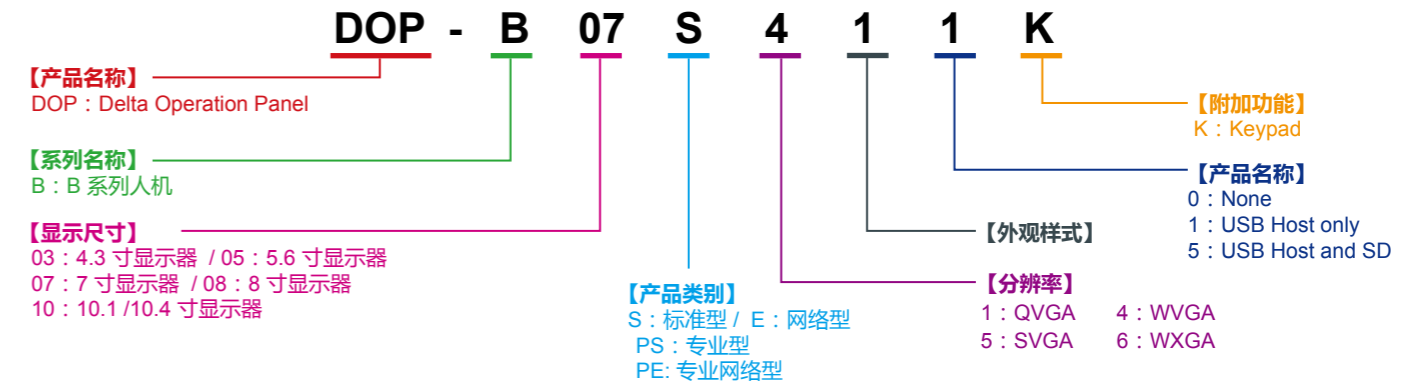 DOP - B 07 S 4 1 1 K
【产品名称】
DOP：Delta Operation Panel
【系列名称】
B：B 系列人机
【显示尺寸】
03：4.3 寸显示器 / 05：5.6 寸显示器
07：7 寸显示器 / 08：8 寸显示器
10：10.1 /10.4 寸显示器
【产品类别】
S：标准型 / E：网络型
PS：专业型
PE: 专业网络型
【分辨率】
1：QVGA 4：WVGA
5：SVGA 6：WXGA
【外观样式】
【产品名称】
0：None
1：USB Host only
5：USB Host and SD
【附加功能】
K：Keypad